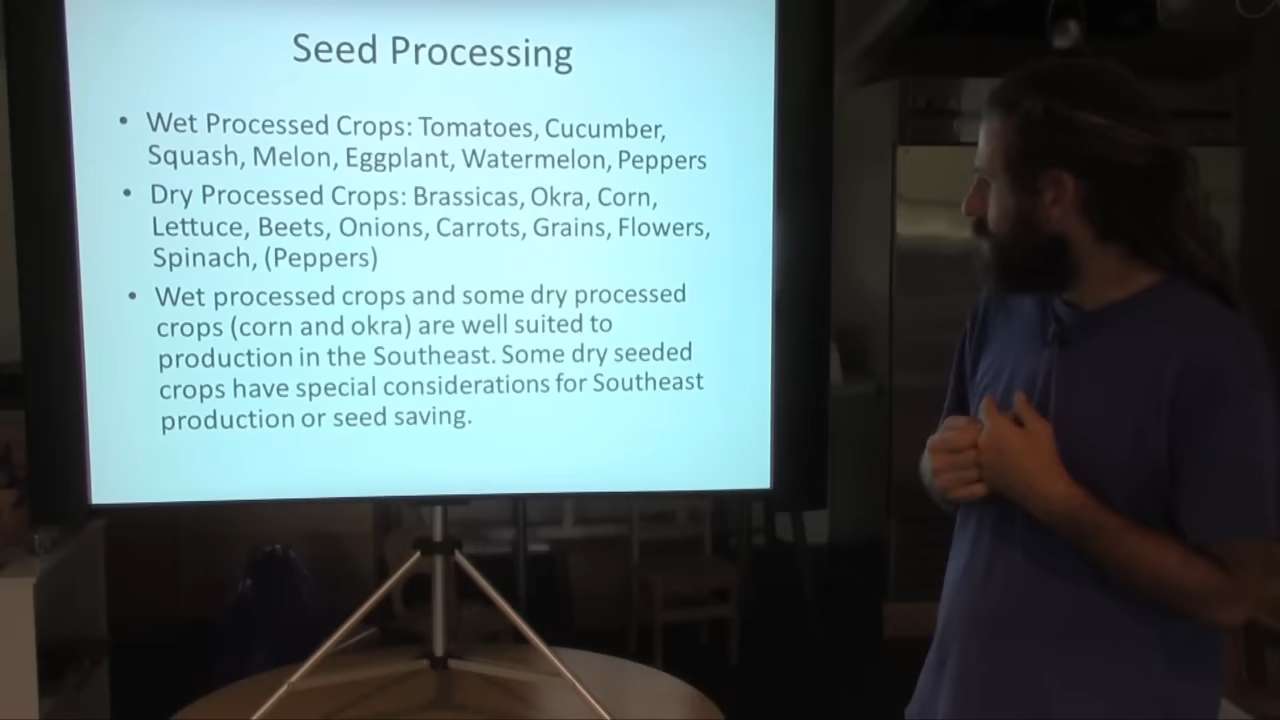 Seed Processing
• Wet Processed Crops: Tomatoes, Cucumber,
Squash, Melon, Eggplant, Watermelon, Peppers
• Dry Processed Crops: Brassicas, Okra, Corn,
Lettuce, Beets, Onions, Carrots, Grains, Flowers,
Spinach, (Peppers)
• Wet processed crops and some dry processed
crops (corn and okra) are well suited to
production in the Southeast. Some dry seeded
crops have special considerations for Southeast
production or seed saving.